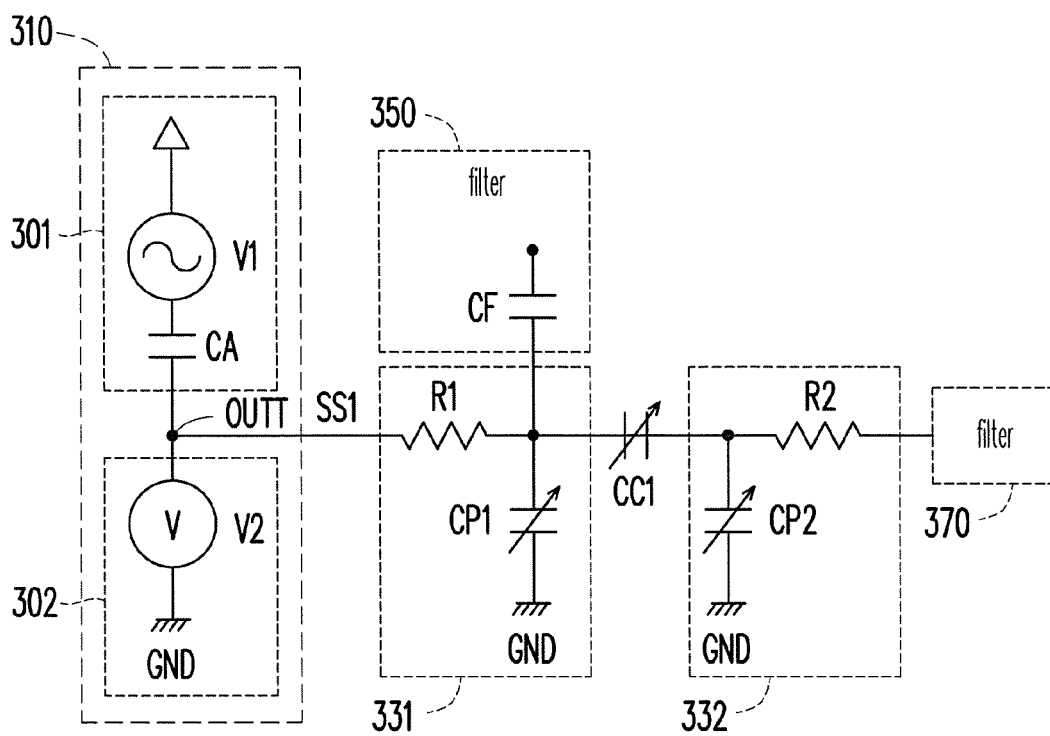 310
350
filter
301
V1
CF
CA
OUTT
SS1
R1
R2
filter
CC1
CP1
CP2
370
V
V2
302
GND
GND
GND
331
332